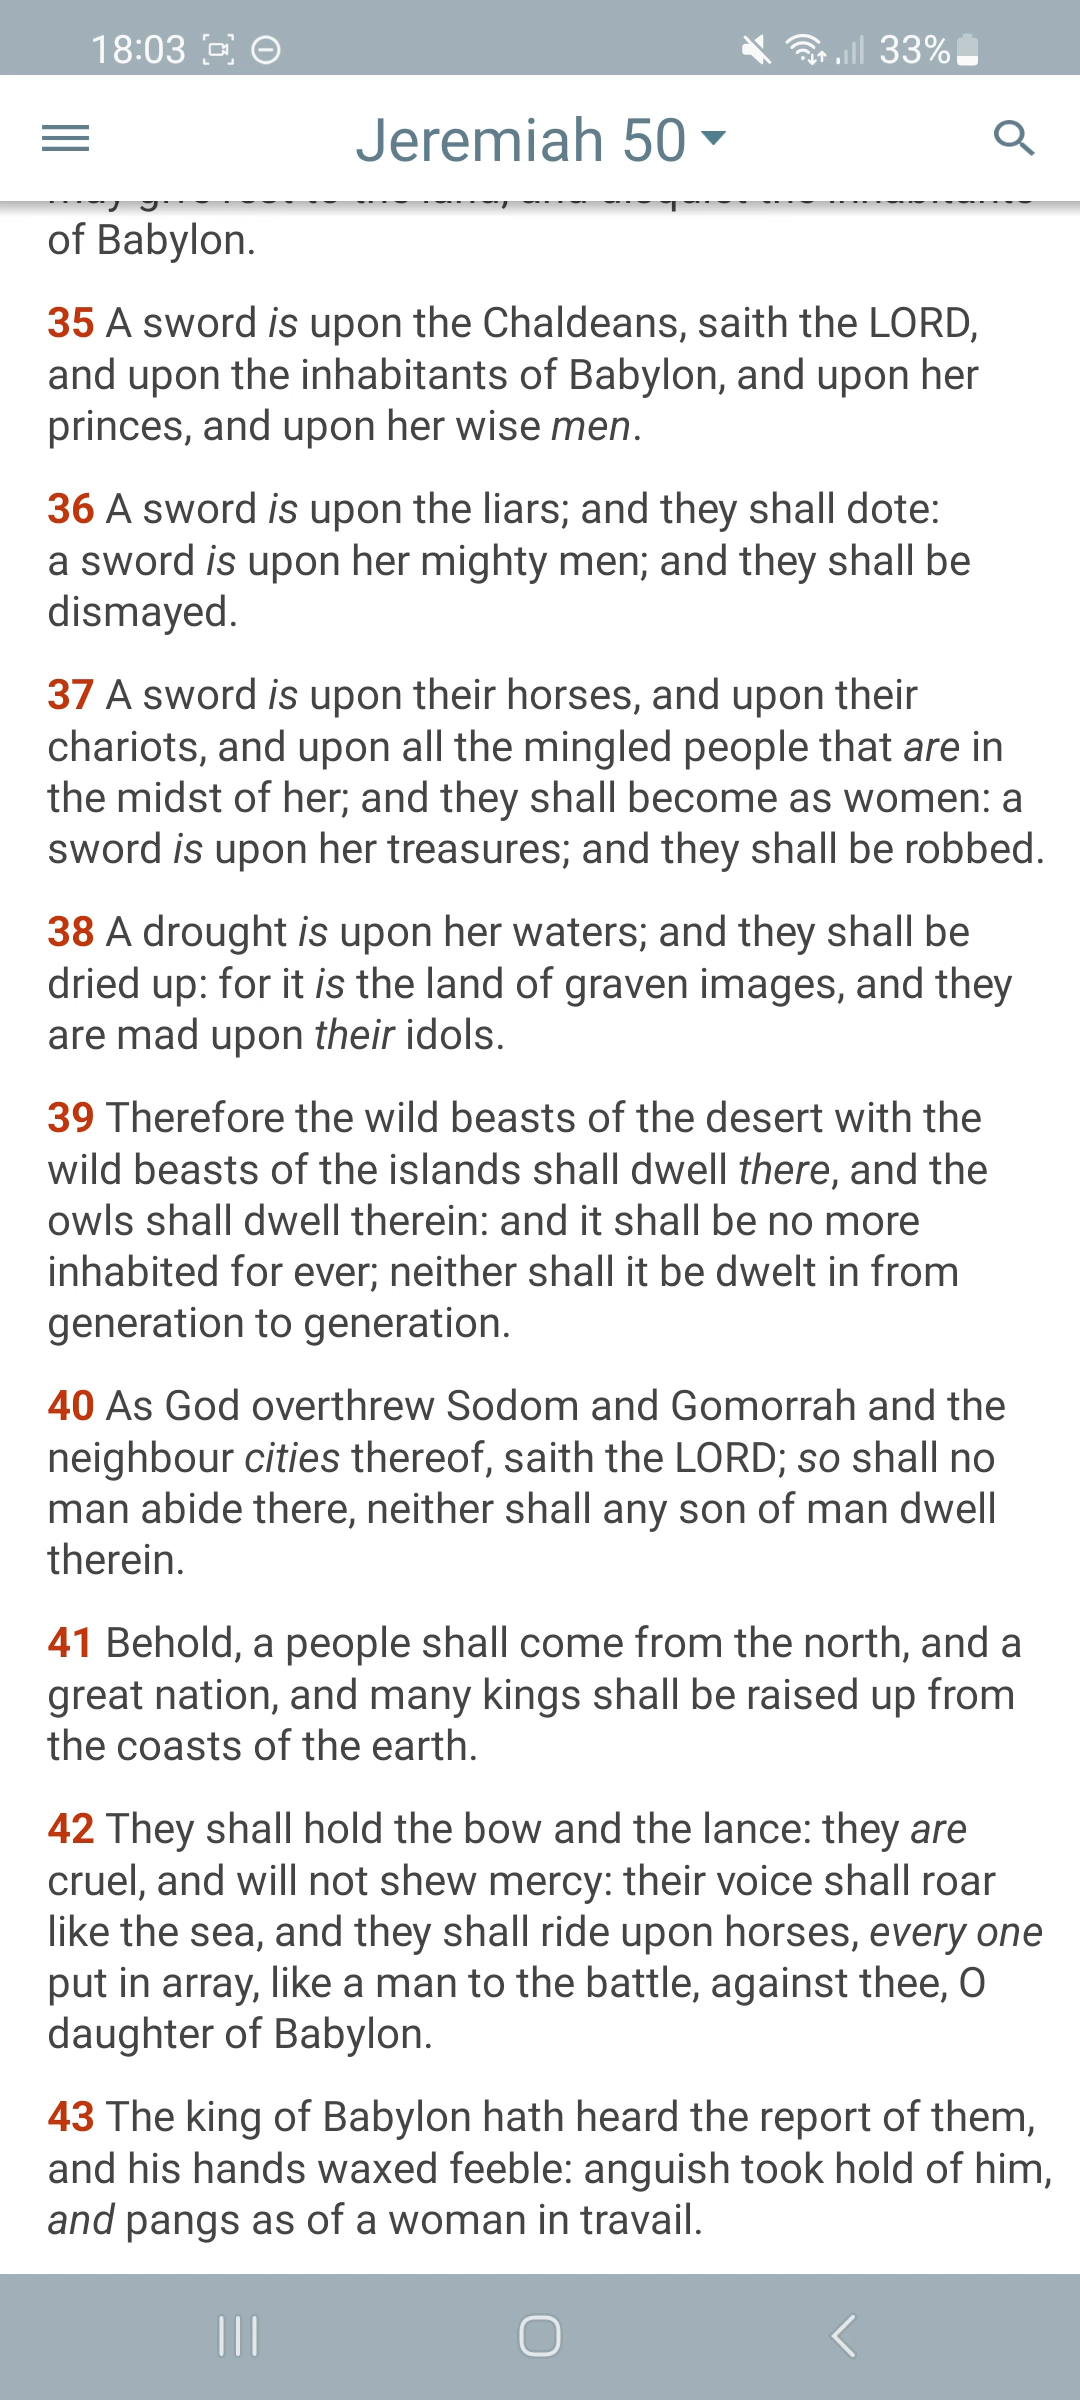 18:03
33%
Jeremiah 50
of Babylon.
35 A sword is upon the Chaldeans, saith the LORD,
and upon the inhabitants of Babylon, and upon her
princes, and upon her wise men.
36 A sword is upon the liars; and they shall dote:
a sword is upon her mighty men; and they shall be
dismayed.
37 A sword is upon their horses, and upon their
chariots, and upon all the mingled people that are in
the midst of her; and they shall become as women: a
sword is upon her treasures; and they shall be robbed.
38 A drought is upon her waters; and they shall be
dried up: for it is the land of graven images, and they
are mad upon their idols.
39 Therefore the wild beasts of the desert with the
wild beasts of the islands shall dwell there, and the
owls shall dwell therein: and it shall be no more
inhabited for ever; neither shall it be dwelt in from
generation to generation.
40 As God overthrew Sodom and Gomorrah and the
neighbour cities thereof, saith the LORD; so shall no
man abide there, neither shall any son of man dwell
therein.
41 Behold, a people shall come from the north, and a
great nation, and many kings shall be raised up from
the coasts of the earth.
42 They shall hold the bow and the lance: they are
cruel, and will not shew mercy: their voice shall roar
like the sea, and they shall ride upon horses, every one
put in array, like a man to the battle, against thee, O
daughter of Babylon.
43 The king of Babylon hath heard the report of them,
and his hands waxed feeble: anguish took hold of him,
and pangs as of a woman in travail.